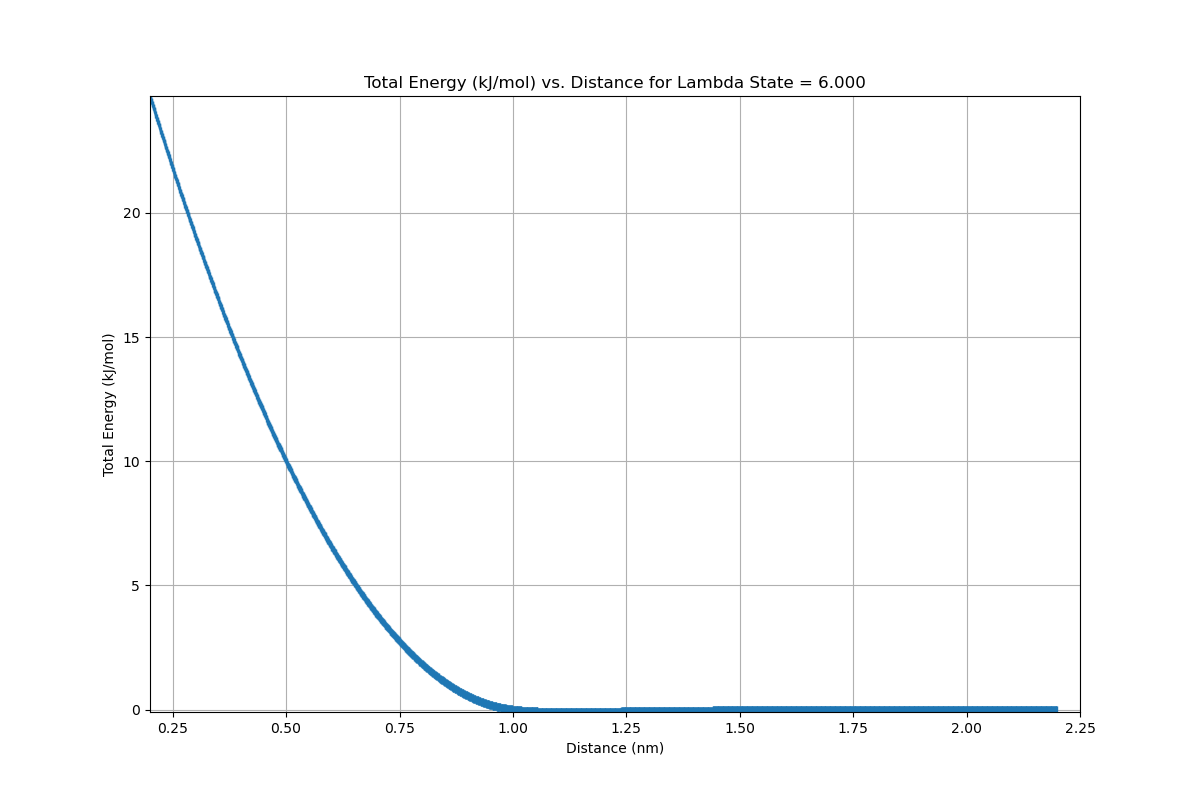 Total Energy (kJ/mol) vs. Distance for Lambda State = 6.000
Total Energy (kJ/mol)
20
15
10
5
0
0.25 0.50 0.75 1.00 1.25 1.50 1.75 2.00 2.25
Distance (nm)